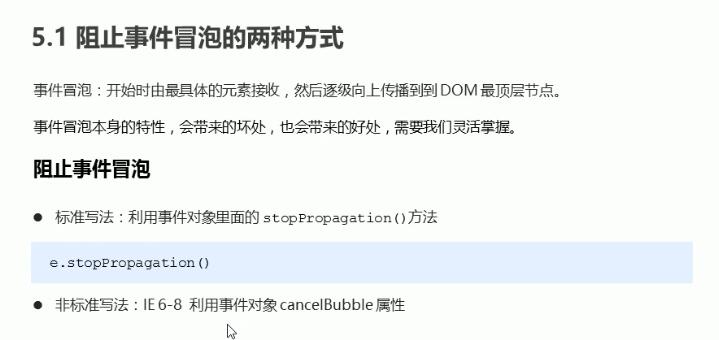 5.1 阻止事件冒泡的两种方式
事件冒泡：开始时由最具体的元素接收，然后逐级向上传播到到 DOM 最顶层节点。
事件冒泡本身的特性，会带来的坏处，也会带来的好处，需要我们灵活掌握。
阻止事件冒泡
● 标准写法：利用事件对象里面的 stopPropagation()方法
e.stopPropagation()
● 非标准写法：IE 6-8 利用事件对象 cancelBubble 属性